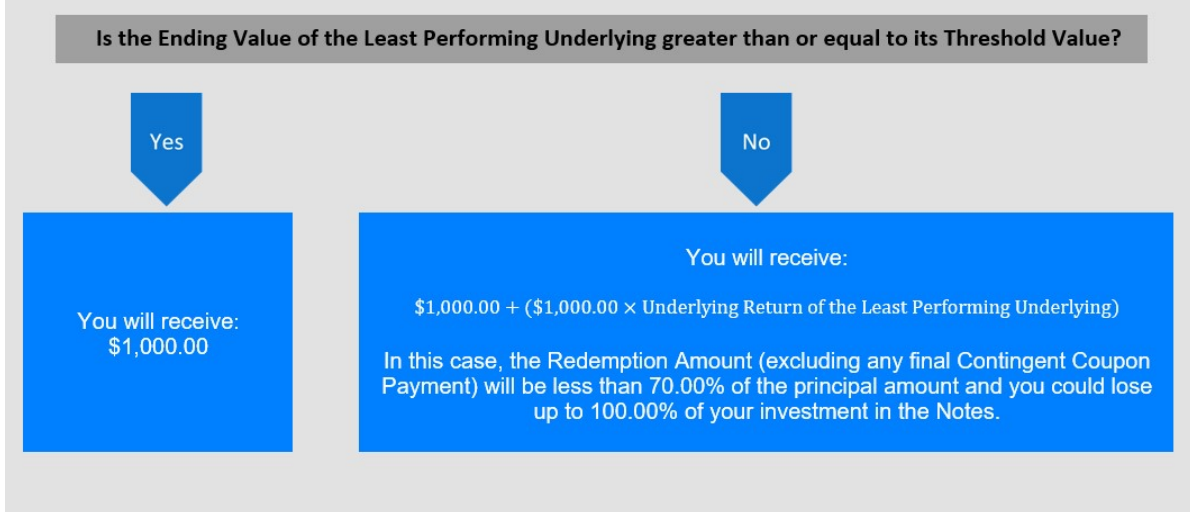 Is the Ending Value of the Least Performing Underlying greater than or equal to its Threshold Value?
Yes
No
You will receive:
$1,000.00
You will receive:
$1,000.00 + ($1,000.00 × Underlying Return of the Least Performing Underlying)
In this case, the Redemption Amount (excluding any final Contingent Coupon
Payment) will be less than 70.00% of the principal amount and you could lose
up to 100.00% of your investment in the Notes.